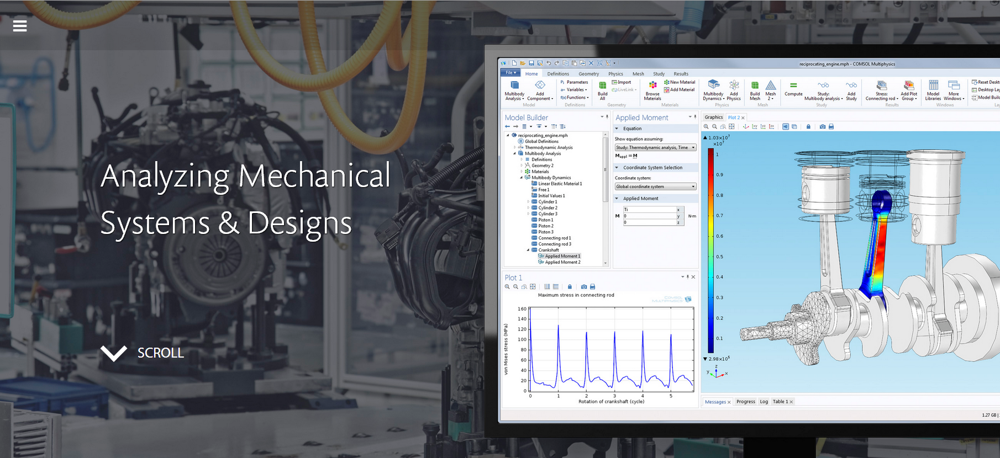 Analyzing Mechanical
Systems & Designs
SCROLL
reciprocating_engine.mph - COMSOL Multiphysics
File Home Definitions Geometry Physics Mesh Study Results
Multibody Analysis
Add Component
Model
Pi Parameters
a= Variables
f(x) Functions
Definitions
Build All
Import
LiveLink
Geometry
Browse Materials
New Material
Add Material
Materials
Multibody Dynamics
Add Physics
Physics
Build Mesh
Mesh 2
Mesh
Compute
Study: Multibody analysis
Add Study
Study
Stress: Connecting rod
Add Plot Group
Results
Model Libraries
More Windows
Windows
Reset Deskt
Desktop Lay
Model Build
Lay
Model Builder
reciprocating_engine.mph
Global Definitions
Thermodynamic Analysis
Multibody Analysis
Definitions
Geometry 2
Materials
Multibody Dynamics
Linear Elastic Material 1
Free 1
Initial Values 1
Cylinder 1
Cylinder 2
Cylinder 3
Piston 1
Piston 2
Piston 3
Connecting rod 1
Connecting rod 3
Crankshaft
Applied Moment 1
Applied Moment 2
Applied Moment
Equation
Show equation assuming:
Study: Thermodynamic analysis, Time
Mappl = M
Coordinate System Selection
Coordinate system:
Global coordinate system
Applied Moment
Ti x
M 0 y N·m
0 z
Plot 1
Maximum stress in connecting rod
COMSOL
MULTIPHYSICS
von Mises stress (MPa)
160
140
120
100
80
60
40
20
0
0 1 2 3 4 5
Rotation of crankshaft (cycle)
Graphics Plot 2
xy yz zx
▲ 1.03×10⁷
×10⁷
1
0.9
0.8
0.7
0.6
0.5
0.4
0.3
0.2
0.1
▼ 2.98×10⁵
z
y x
Messages Progress Log Table 1
1.27 GB |